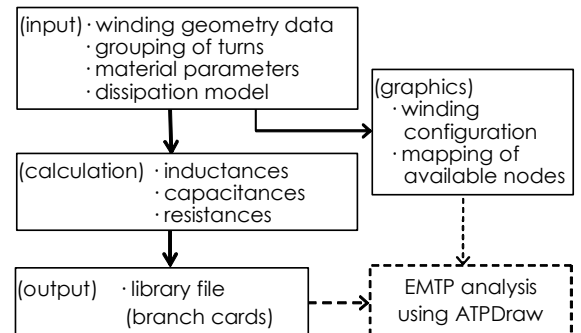 (input) · winding geometry data
· grouping of turns
· material parameters
· dissipation model
(graphics)
· winding
configuration
· mapping of
available nodes
(calculation) · inductances
· capacitances
· resistances
(output) · library file
(branch cards)
EMTP analysis
using ATPDraw